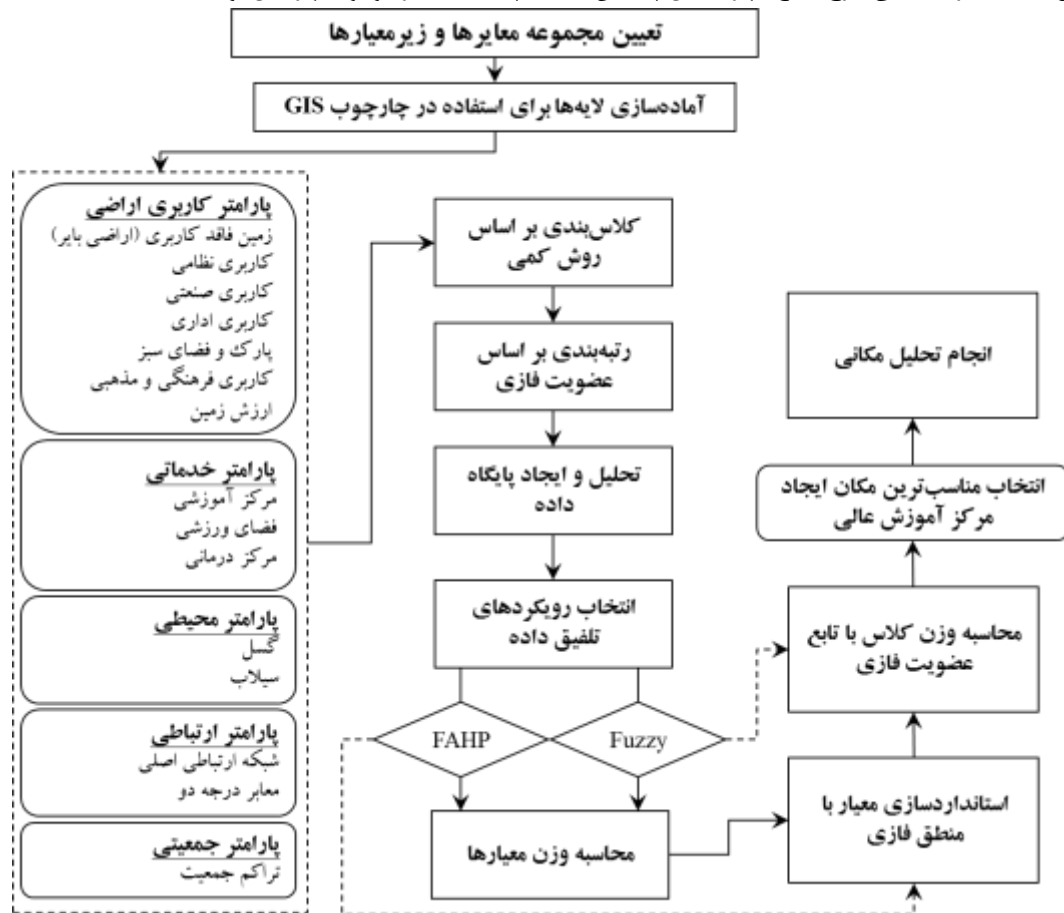 تعیین مجموعه معایرها و زیرمعیارها
آماده‌سازی لایه‌ها برای استفاده در چارچوب GIS
پارامتر کاربری اراضی
زمین فاقد کاربری (اراضی بایر)
کاربری نظامی
کاربری صنعتی
کاربری اداری
پارک و فضای سبز
کاربری فرهنگی و مذهبی
ارزش زمین
پارامتر خدماتی
مرکز آموزشی
فضای ورزشی
مرکز درمانی
پارامتر محیطی
گسل
سیلاب
پارامتر ارتباطی
شبکه ارتباطی اصلی
معابر درجه دو
پارامتر جمعیتی
تراکم جمعیت
کلاس‌بندی بر اساس
روش کمی
رتبه‌بندی بر اساس
عضویت فازی
تحلیل و ایجاد پایگاه
داده
انتخاب رویکردهای
تلفیق داده
FAHP
Fuzzy
محاسبه وزن معیارها
استانداردسازی معیار با
منطق فازی
محاسبه وزن کلاس با تابع
عضویت فازی
انتخاب مناسب‌ترین مکان ایجاد
مرکز آموزش عالی
انجام تحلیل مکانی